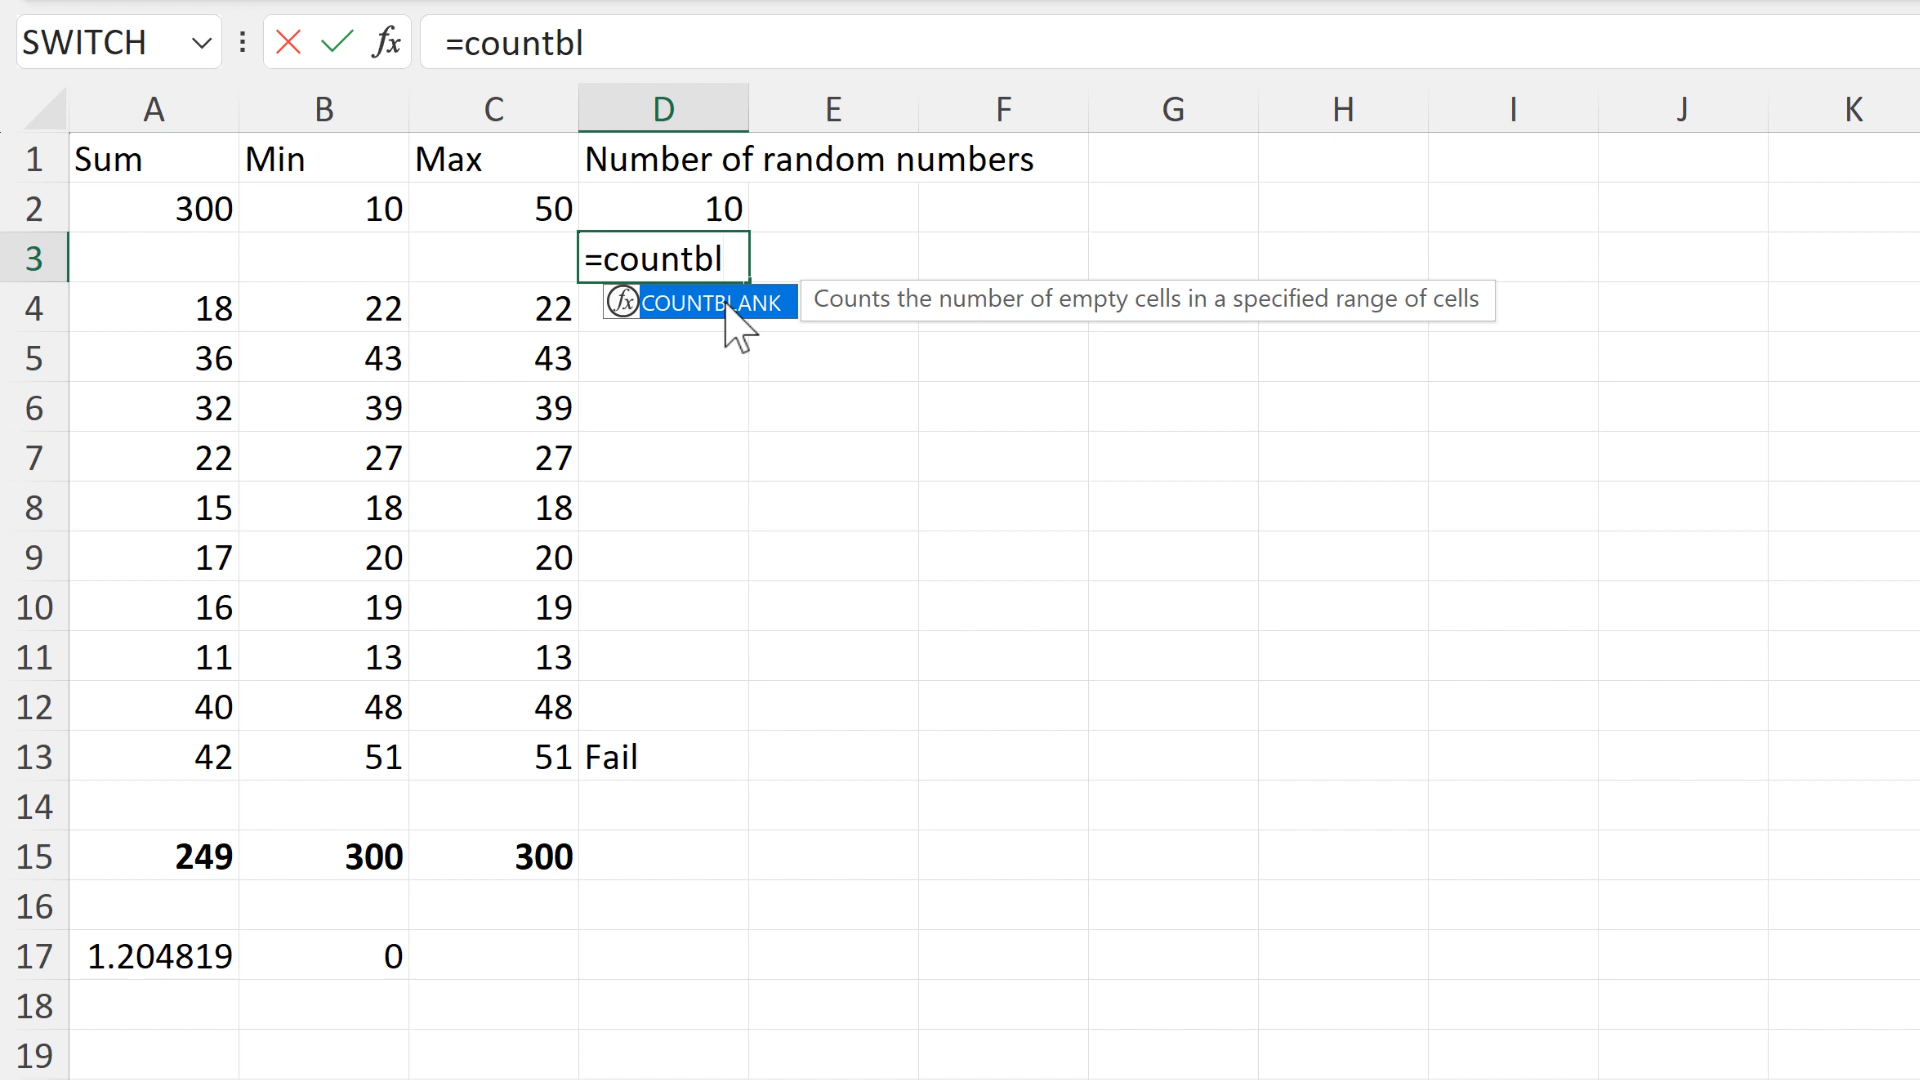 SWITCH fx =countbl
A B C D E F G H I J K
1 Sum Min Max Number of random numbers
2 300 10 50 10
3 =countbl
4 18 22 22 fx COUNTBLANK Counts the number of empty cells in a specified range of cells
5 36 43 43
6 32 39 39
7 22 27 27
8 15 18 18
9 17 20 20
10 16 19 19
11 11 13 13
12 40 48 48
13 42 51 51 Fail
14
15 249 300 300
16
17 1.204819 0
18
19